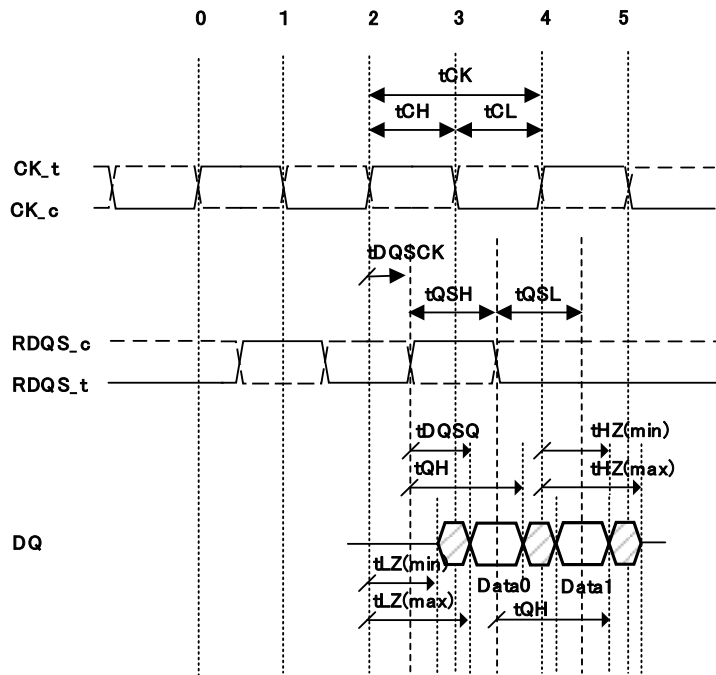 0 1 2 3 4 5
tCK
tCH tCL
CK_t
CK_c
tDQSCK
tQSH tQSL
RDQS_c
RDQS_t
tDQSQ tHZ(min)
tQH tHZ(max)
DQ
tLZ(min)
Data0 Data1
tLZ(max) tQH